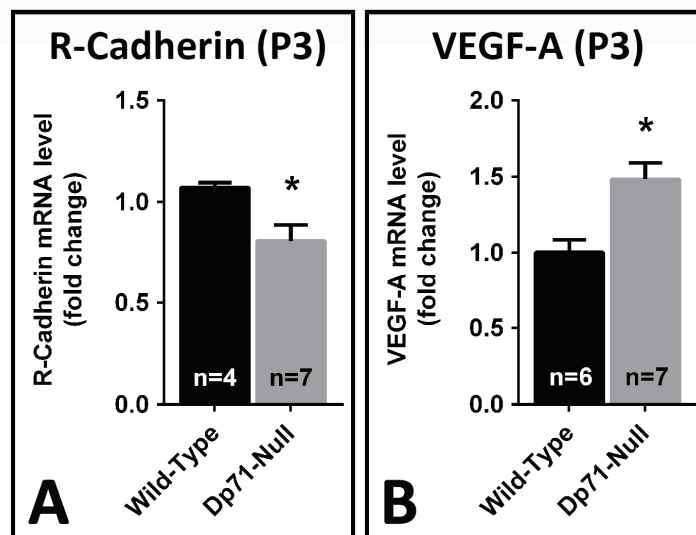 R-Cadherin (P3)
R-Cadherin mRNA level
(fold change)
1.5
1.0
0.5
0.0
*
n=4
n=7
Wild-Type
Dp71-Null
A
VEGF-A (P3)
VEGF-A mRNA level
(fold change)
2.0
1.5
1.0
0.5
0.0
*
n=6
n=7
Wild-Type
Dp71-Null
B